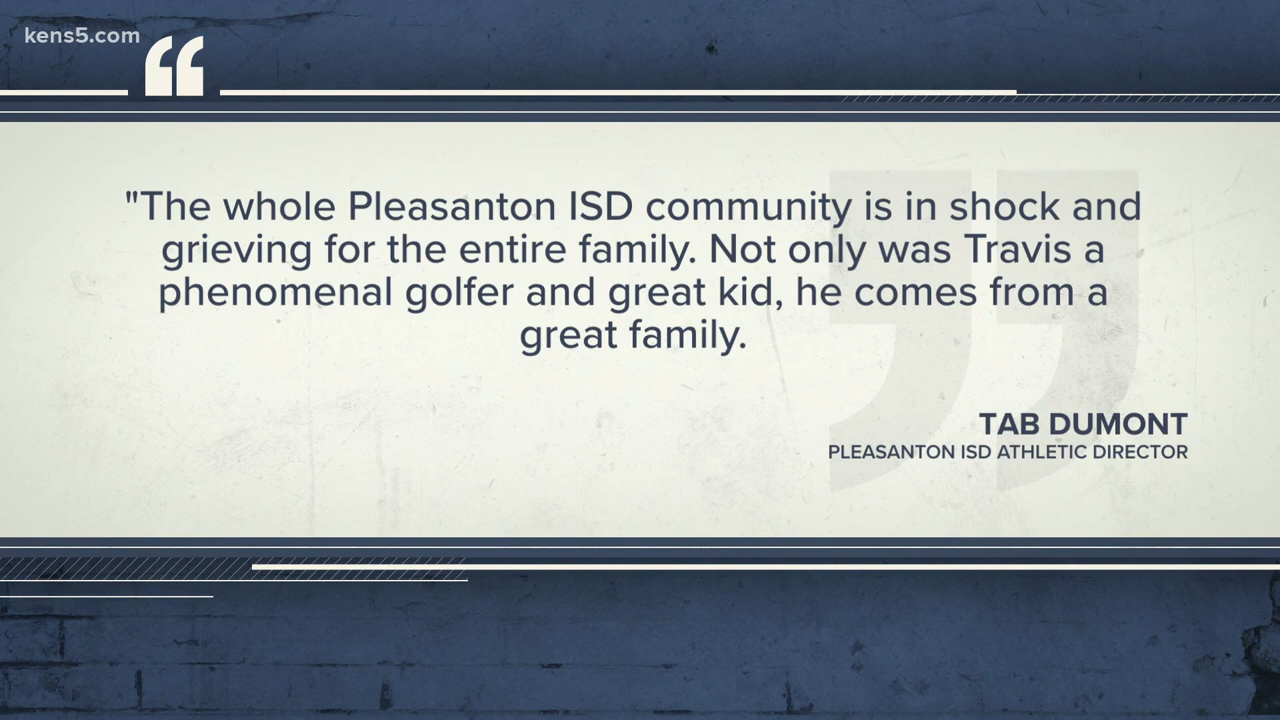 kens5.com
"The whole Pleasanton ISD community is in shock and
grieving for the entire family. Not only was Travis a
phenomenal golfer and great kid, he comes from a
great family.
TAB DUMONT
PLEASANTON ISD ATHLETIC DIRECTOR